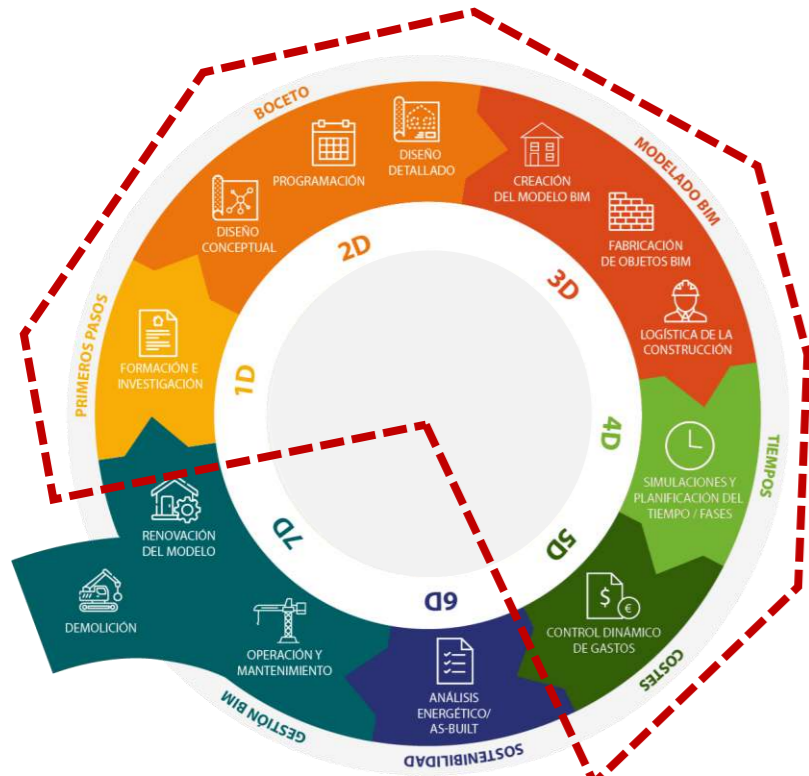 PRIMEROS PASOS
1D
FORMACIÓN E
INVESTIGACIÓN
BOCETO
2D
DISEÑO
CONCEPTUAL
PROGRAMACIÓN
DISEÑO
DETALLADO
MODELADO BIM
3D
CREACIÓN
DEL MODELO BIM
FABRICACIÓN
DE OBJETOS BIM
LOGÍSTICA DE LA
CONSTRUCCIÓN
TIEMPOS
4D
SIMULACIONES Y
PLANIFICACIÓN DEL
TIEMPO / FASES
COSTES
5D
$
€
CONTROL DINÁMICO
DE GASTOS
SOSTENIBILIDAD
6D
ANÁLISIS
ENERGÉTICO/
AS-BUILT
GESTIÓN BIM
7D
OPERACIÓN Y
MANTENIMIENTO
RENOVACIÓN
DEL MODELO
DEMOLICIÓN